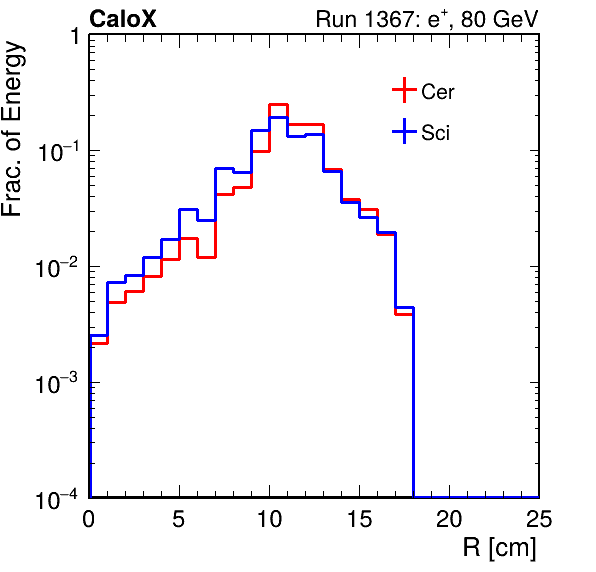 CaloX Run 1367: e⁺, 80 GeV
Frac. of Energy
1
10⁻¹
10⁻²
10⁻³
10⁻⁴
Cer
Sci
0 5 10 15 20 25
R [cm]